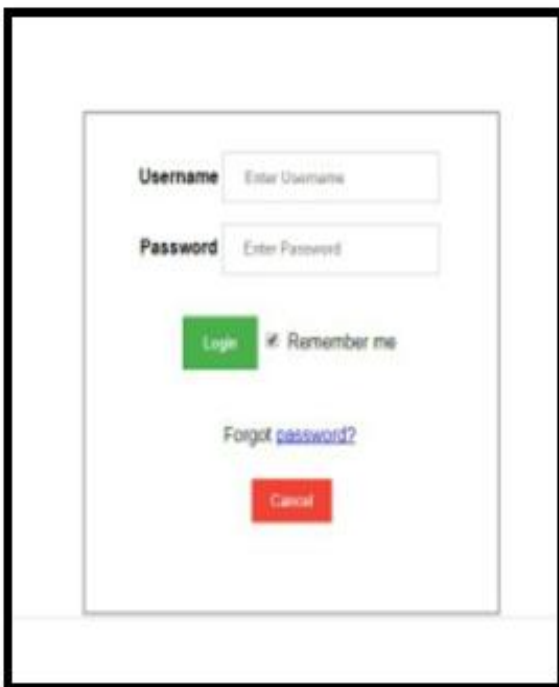 Username Enter Username
Password Enter Password
Login Remember me
Forgot password?
Cancel